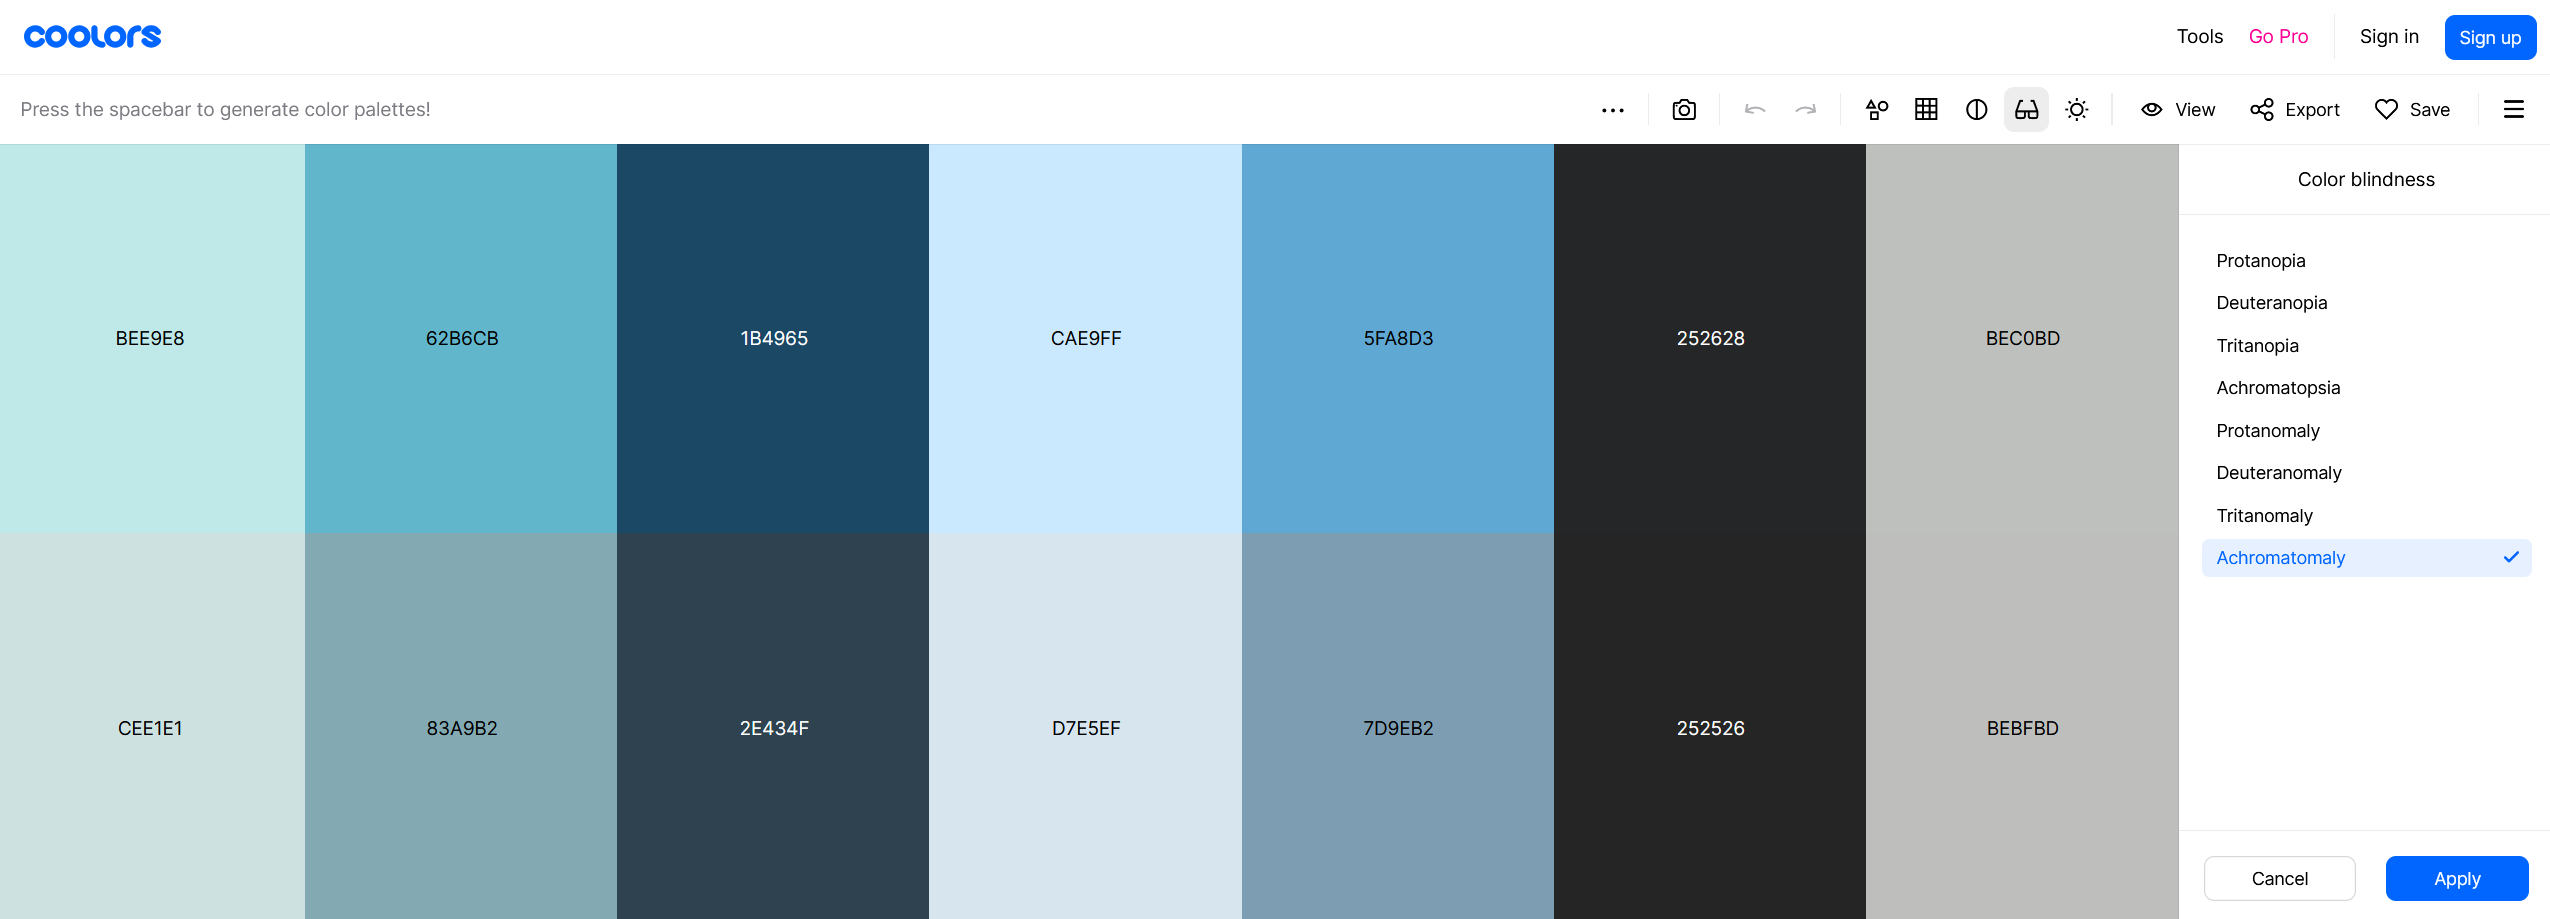 coolors
Tools Go Pro Sign in Sign up
Press the spacebar to generate color palettes!
View Export Save
Color blindness
BEE9E8 62B6CB 1B4965 CAE9FF 5FA8D3 252628 BEC0BD
CEE1E1 83A9B2 2E434F D7E5EF 7D9EB2 252526 BEBFBD
Protanopia
Deuteranopia
Tritanopia
Achromatopsia
Protanomaly
Deuteranomaly
Tritanomaly
Achromatomaly
Cancel Apply